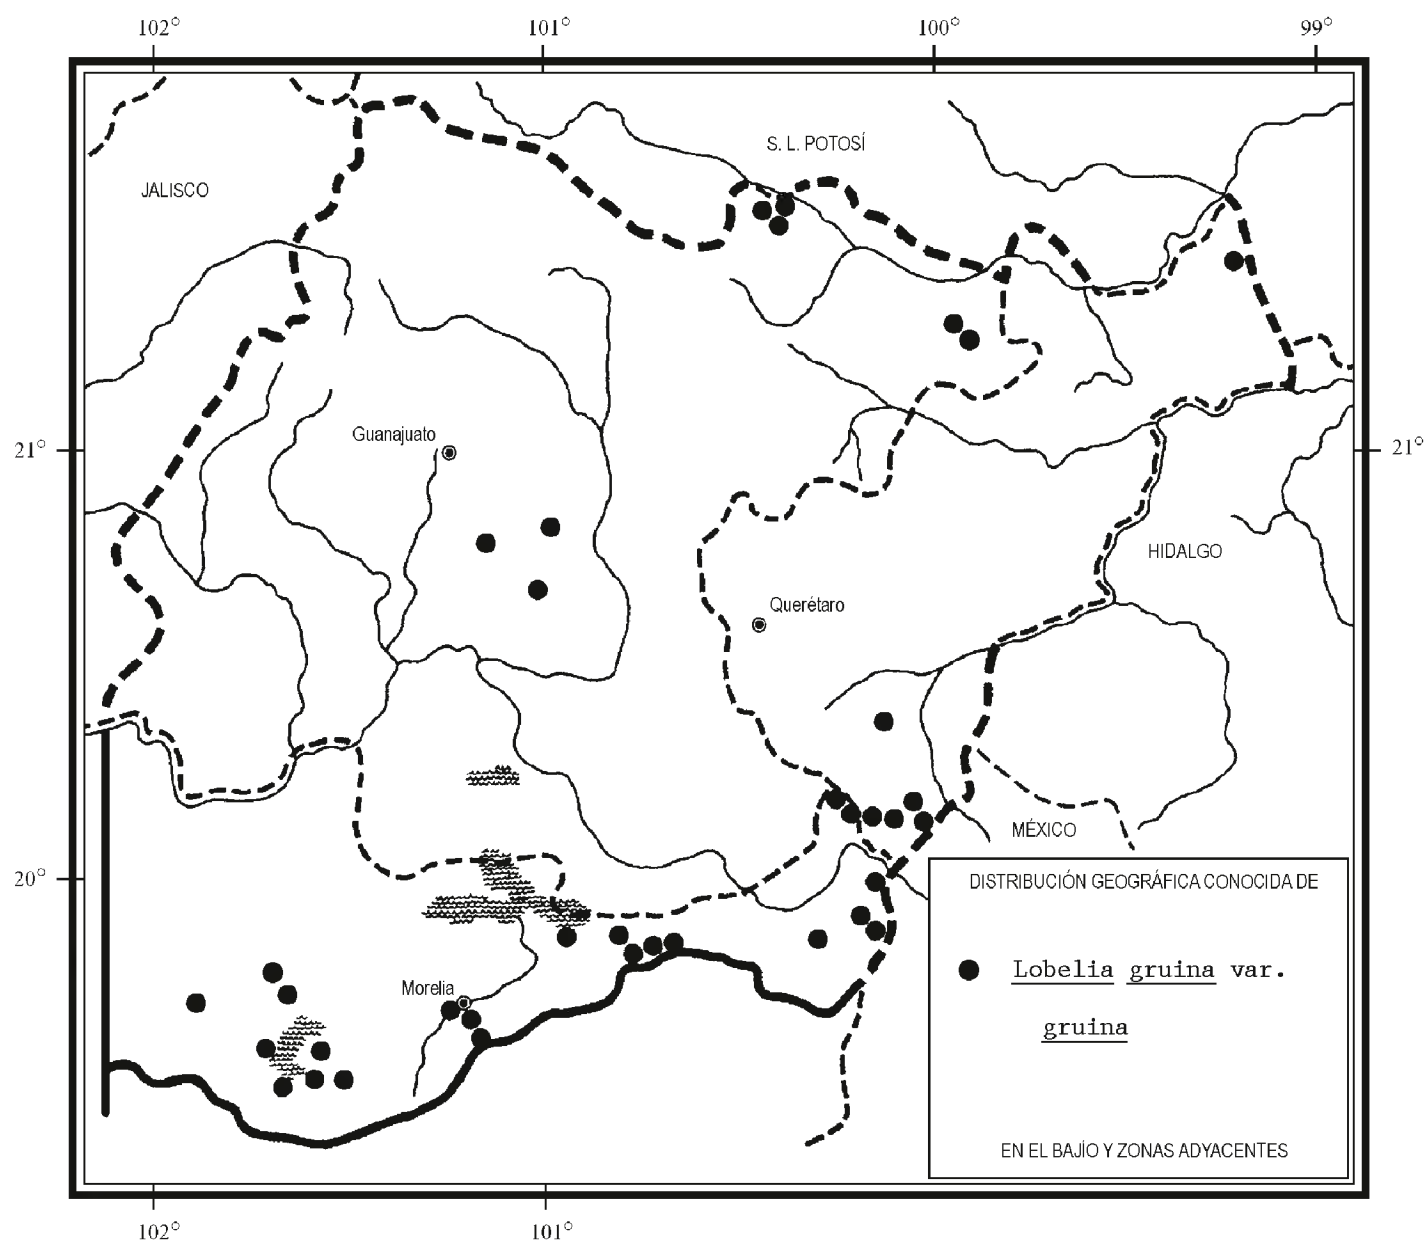 102° 101° 100° 99°
S. L. POTOSÍ
JALISCO
Guanajuato
21° 21°
HIDALGO
Querétaro
MÉXICO
20°
DISTRIBUCIÓN GEOGRÁFICA CONOCIDA DE
Lobelia gruina var.
gruina
Morelia
EN EL BAJÍO Y ZONAS ADYACENTES
102° 101°